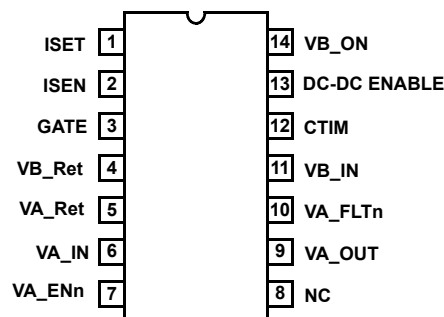 ISET 1 14 VB_ON
ISEN 2 13 DC-DC ENABLE
GATE 3 12 CTIM
VB_Ret 4 11 VB_IN
VA_Ret 5 10 VA_FLTn
VA_IN 6 9 VA_OUT
VA_ENn 7 8 NC